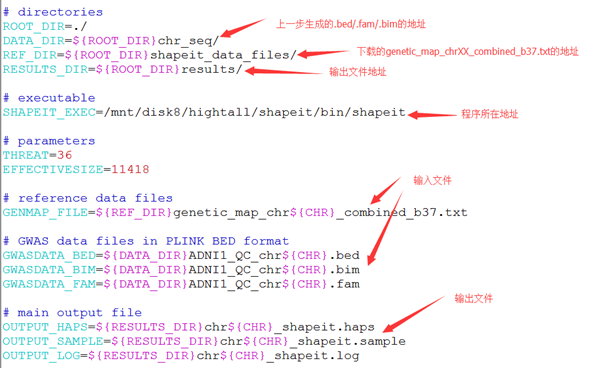 # directories
ROOT_DIR=./
上一步生成的.bed/.fam/.bim的地址
DATA_DIR=${ROOT_DIR}chr_seq/
REF_DIR=${ROOT_DIR}shapeit_data_files/
下载的genetic_map_chrXX_combined_b37.txt的地址
RESULTS_DIR=${ROOT_DIR}results/
输出文件地址
# executable
SHAPEIT_EXEC=/mnt/disk8/hightall/shapeit/bin/shapeit
程序所在地址
# parameters
THREAT=36
EFFECTIVESIZE=11418
输入文件
# reference data files
GENMAP_FILE=${REF_DIR}genetic_map_chr${CHR}_combined_b37.txt
# GWAS data files in PLINK BED format
GWASDATA_BED=${DATA_DIR}ADNI1_QC_chr${CHR}.bed
GWASDATA_BIM=${DATA_DIR}ADNI1_QC_chr${CHR}.bim
GWASDATA_FAM=${DATA_DIR}ADNI1_QC_chr${CHR}.fam
输出文件
# main output file
OUTPUT_HAPS=${RESULTS_DIR}chr${CHR}_shapeit.haps
OUTPUT_SAMPLE=${RESULTS_DIR}chr${CHR}_shapeit.sample
OUTPUT_LOG=${RESULTS_DIR}chr${CHR}_shapeit.log